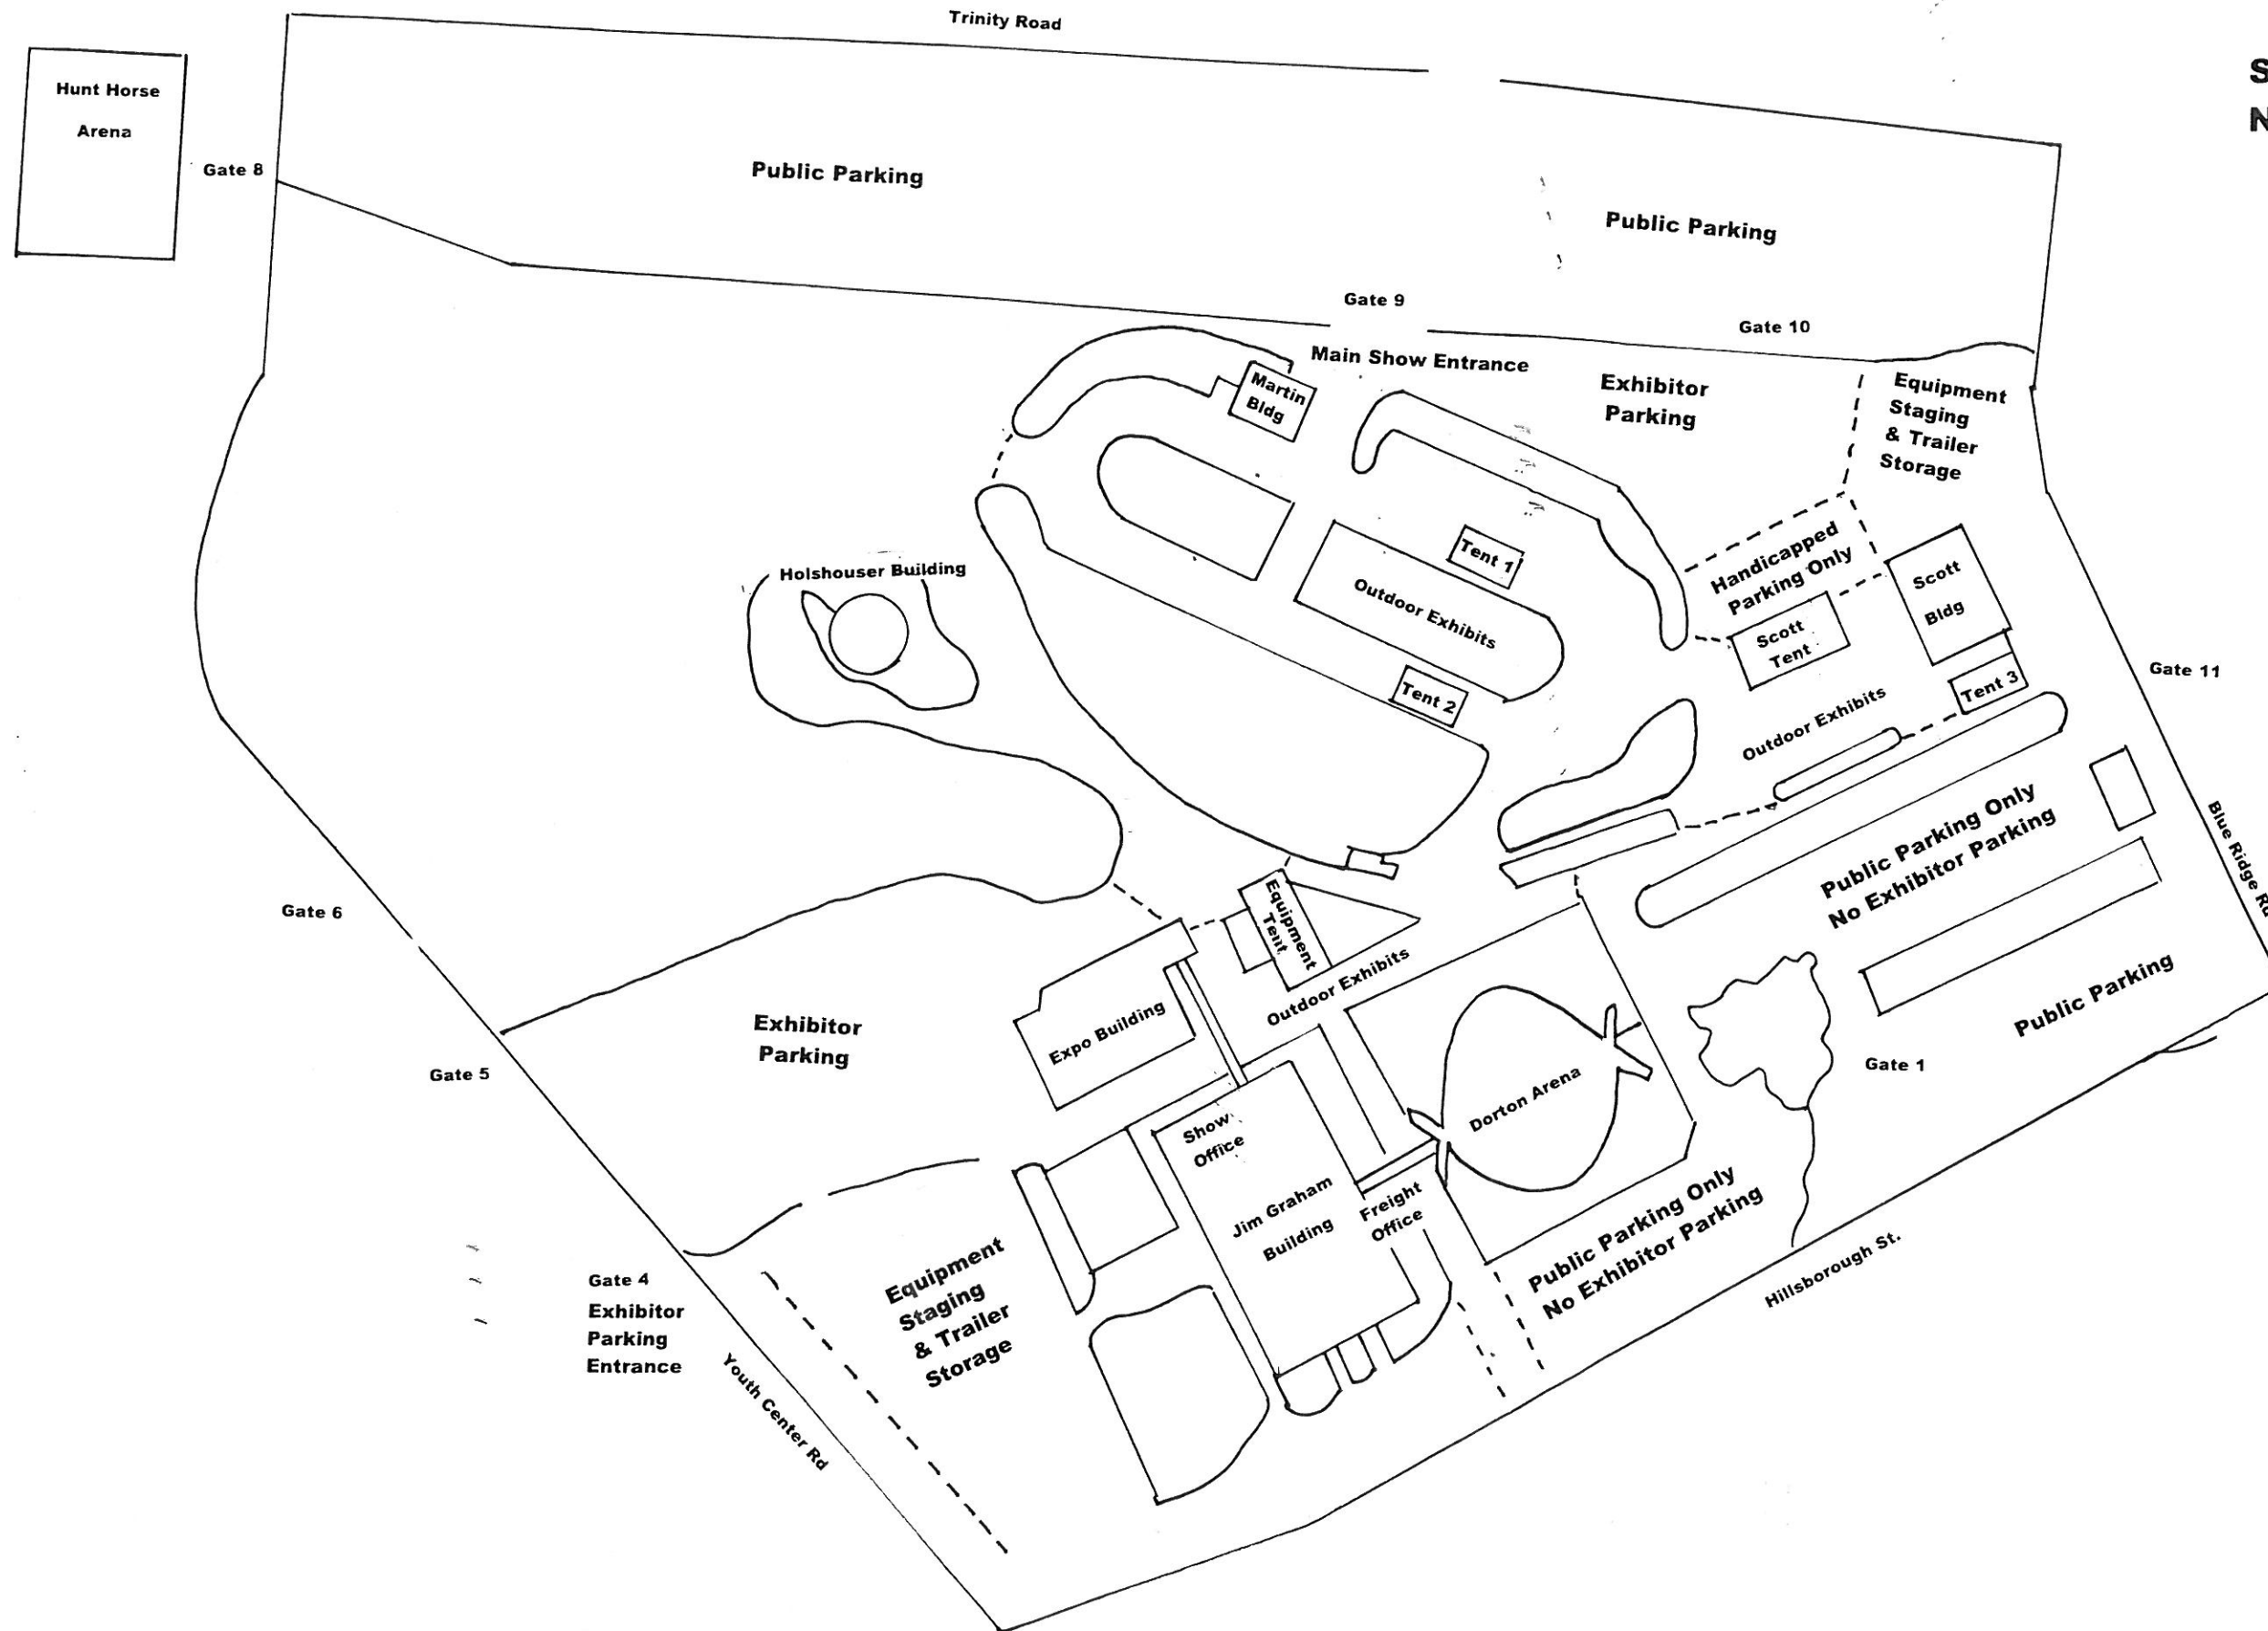 Trinity Road
S
N
Hunt Horse
Arena
Gate 8
Public Parking
Public Parking
Gate 9
Gate 10
Main Show Entrance
Martin
Bldg
Exhibitor
Parking
Equipment
Staging
& Trailer
Storage
Handicapped
Parking Only
Tent 1
Scott
Bldg
Holshouser Building
Outdoor Exhibits
Scott
Tent
Tent 2
Tent 3
Gate 11
Outdoor Exhibits
Public Parking Only
No Exhibitor Parking
Blue Ridge Rd
Gate 6
Equipment
Tent
Outdoor Exhibits
Public Parking
Exhibitor
Parking
Expo Building
Gate 5
Gate 1
Dorton Arena
Show
Office
Jim Graham
Building
Freight
Office
Public Parking Only
No Exhibitor Parking
Hillsborough St.
Equipment
Staging
& Trailer
Storage
Gate 4
Exhibitor
Parking
Entrance
Youth Center Rd